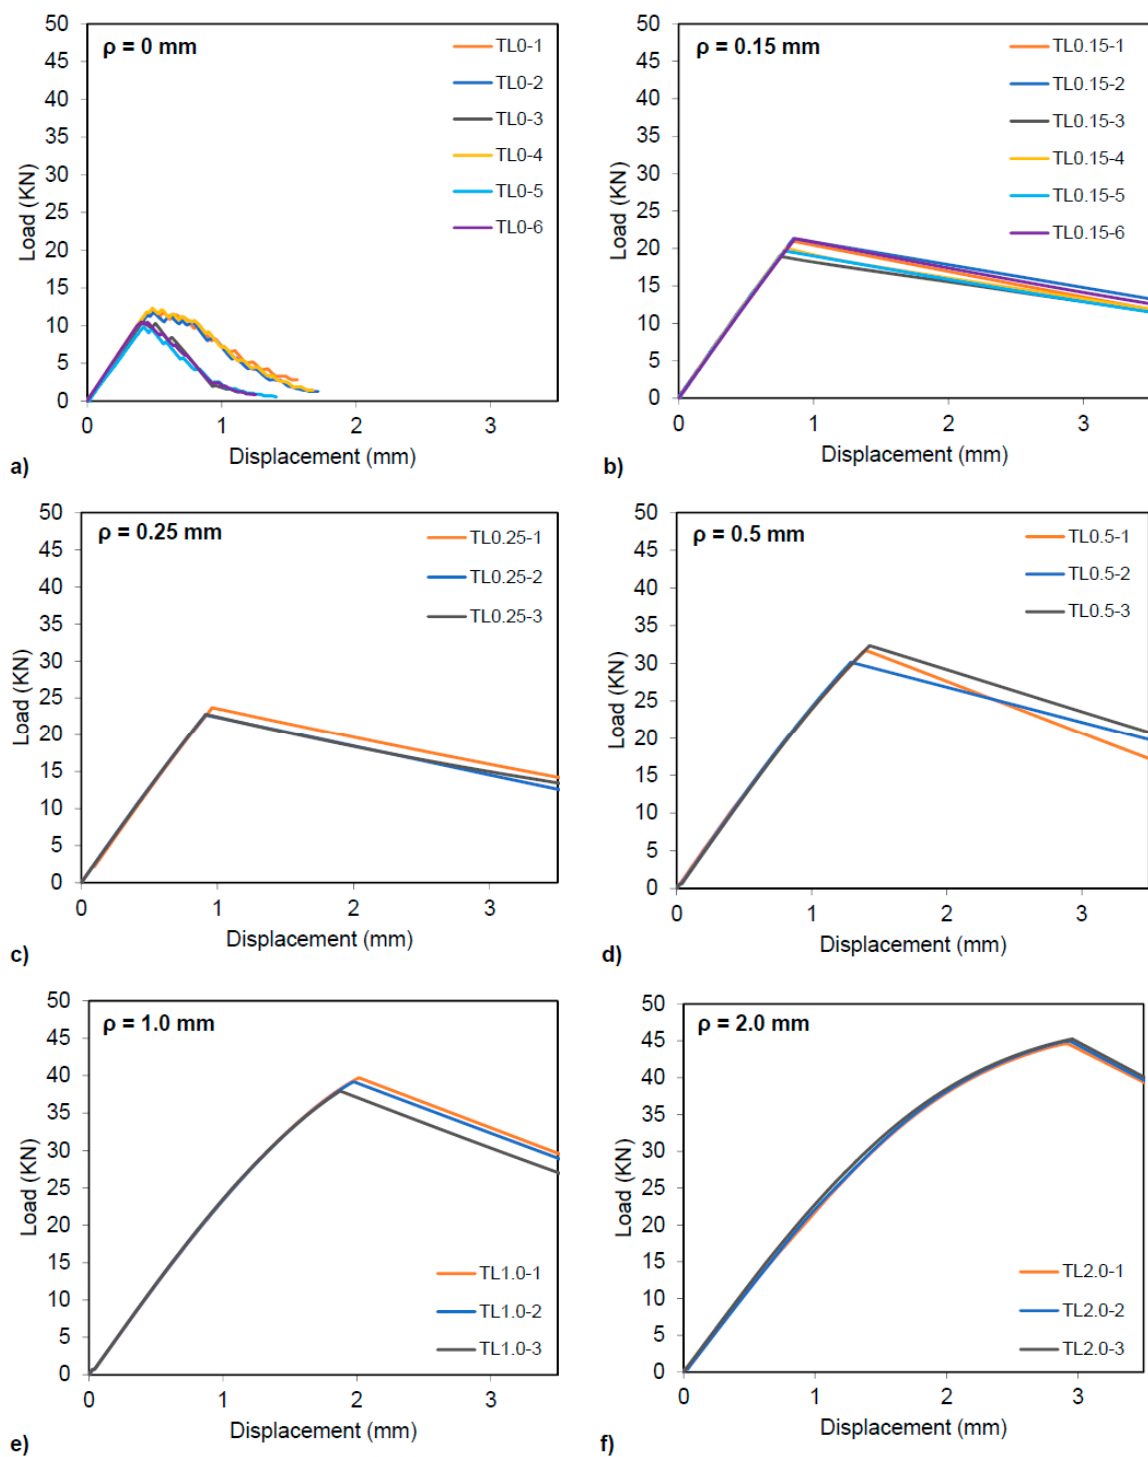 ρ = 0 mm
TL0-1
TL0-2
TL0-3
TL0-4
TL0-5
TL0-6
50
45
40
35
30
25
20
15
10
5
0
Load (KN)
0 1 2 3
Displacement (mm)
a)
ρ = 0.15 mm
TL0.15-1
TL0.15-2
TL0.15-3
TL0.15-4
TL0.15-5
TL0.15-6
50
45
40
35
30
25
20
15
10
5
0
Load (KN)
0 1 2 3
Displacement (mm)
b)
ρ = 0.25 mm
TL0.25-1
TL0.25-2
TL0.25-3
50
45
40
35
30
25
20
15
10
5
0
Load (KN)
0 1 2 3
Displacement (mm)
c)
ρ = 0.5 mm
TL0.5-1
TL0.5-2
TL0.5-3
50
45
40
35
30
25
20
15
10
5
0
Load (KN)
0 1 2 3
Displacement (mm)
d)
ρ = 1.0 mm
TL1.0-1
TL1.0-2
TL1.0-3
50
45
40
35
30
25
20
15
10
5
0
Load (KN)
0 1 2 3
Displacement (mm)
e)
ρ = 2.0 mm
TL2.0-1
TL2.0-2
TL2.0-3
50
45
40
35
30
25
20
15
10
5
0
Load (KN)
0 1 2 3
Displacement (mm)
f)